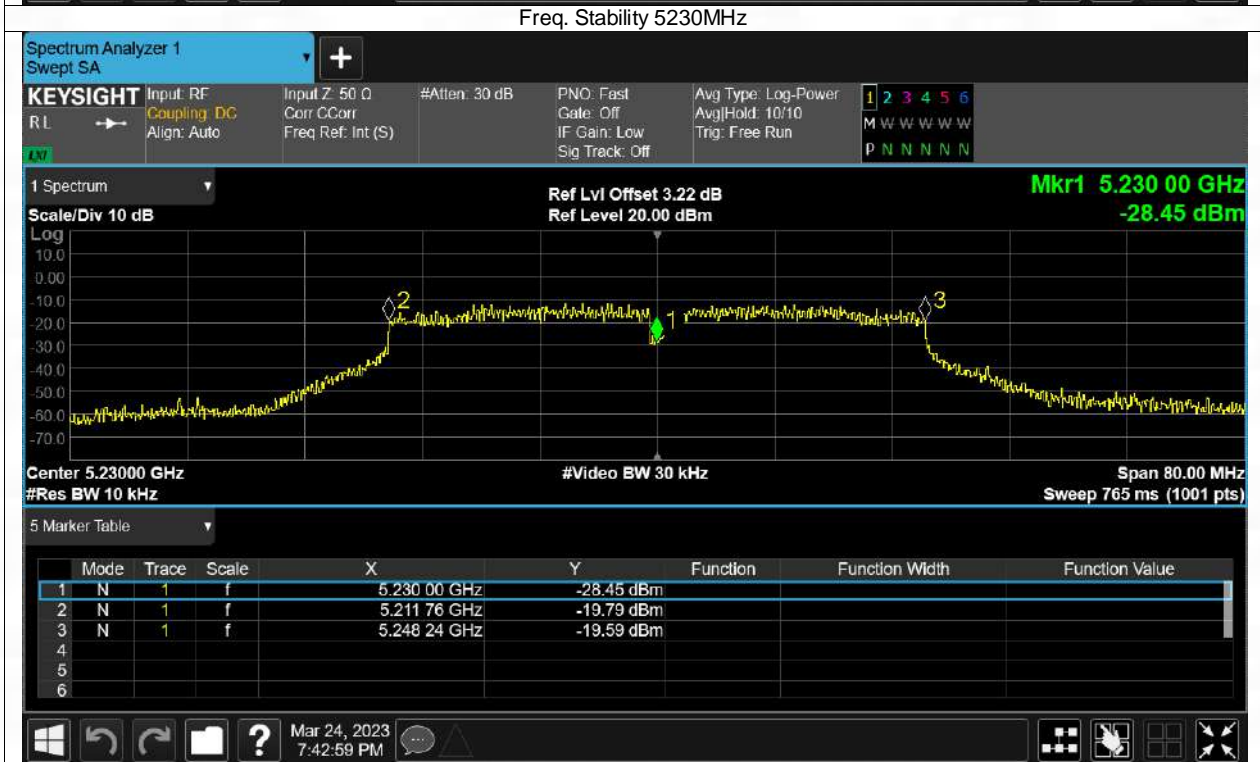 Freq. Stability 5230MHz
Spectrum Analyzer 1
Swept SA
+
KEYSIGHT Input: RF Input Z: 50 Ω #Atten: 30 dB PNO: Fast Avg Type: Log-Power 1 2 3 4 5 6
RL Coupling: DC Corr CCorr Gate: Off Avg|Hold: 10/10 M W W W W W
Align: Auto Freq Ref: Int (S) IF Gain: Low Trig: Free Run
LXI Sig Track: Off P N N N N N
1 Spectrum Ref Lvl Offset 3.22 dB Mkr1 5.230 00 GHz
Scale/Div 10 dB Ref Level 20.00 dBm -28.45 dBm
Log
10.0
0.00
-10.0 2 3
-20.0 1
-30.0
-40.0
-50.0
-60.0
-70.0
Center 5.23000 GHz #Video BW 30 kHz Span 80.00 MHz
#Res BW 10 kHz Sweep 765 ms (1001 pts)
5 Marker Table
Mode Trace Scale X Y Function Function Width Function Value
1 N 1 f 5.230 00 GHz -28.45 dBm
2 N 1 f 5.211 76 GHz -19.79 dBm
3 N 1 f 5.248 24 GHz -19.59 dBm
4
5
6
? Mar 24, 2023
7:42:59 PM